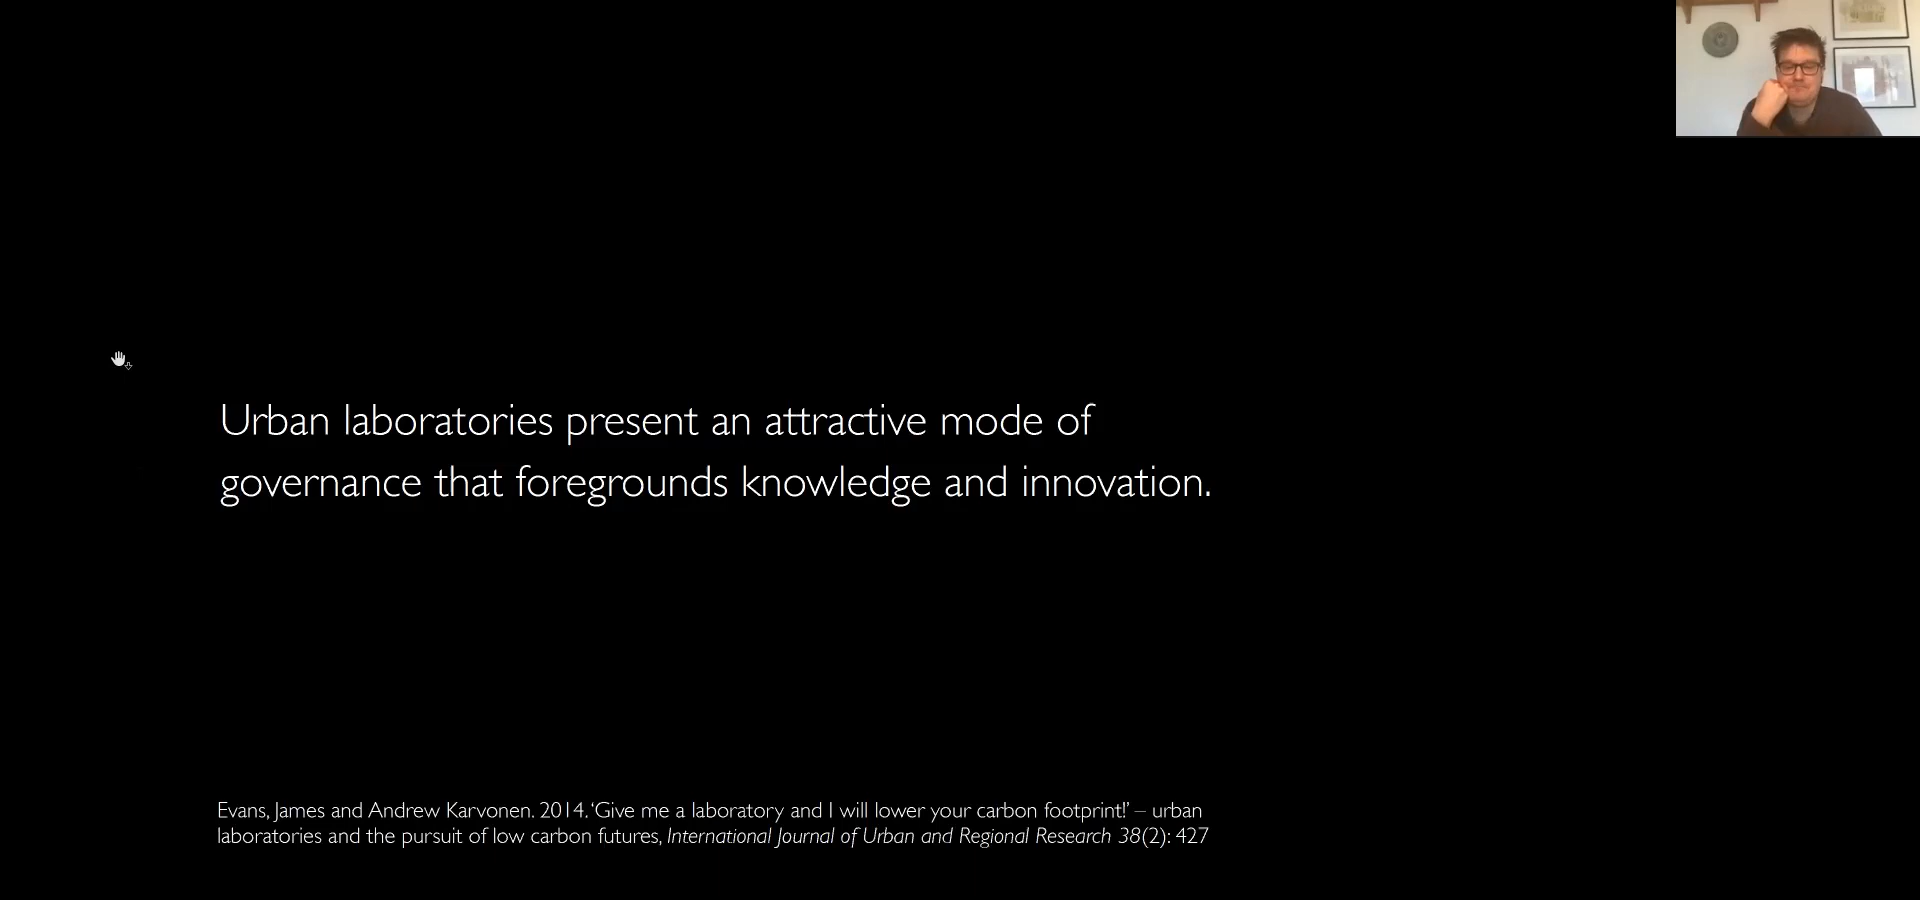 Urban laboratories present an attractive mode of
governance that foregrounds knowledge and innovation.
Evans, James and Andrew Karvonen. 2014. ‘Give me a laboratory and I will lower your carbon footprint!’ – urban
laboratories and the pursuit of low carbon futures, International Journal of Urban and Regional Research 38(2): 427